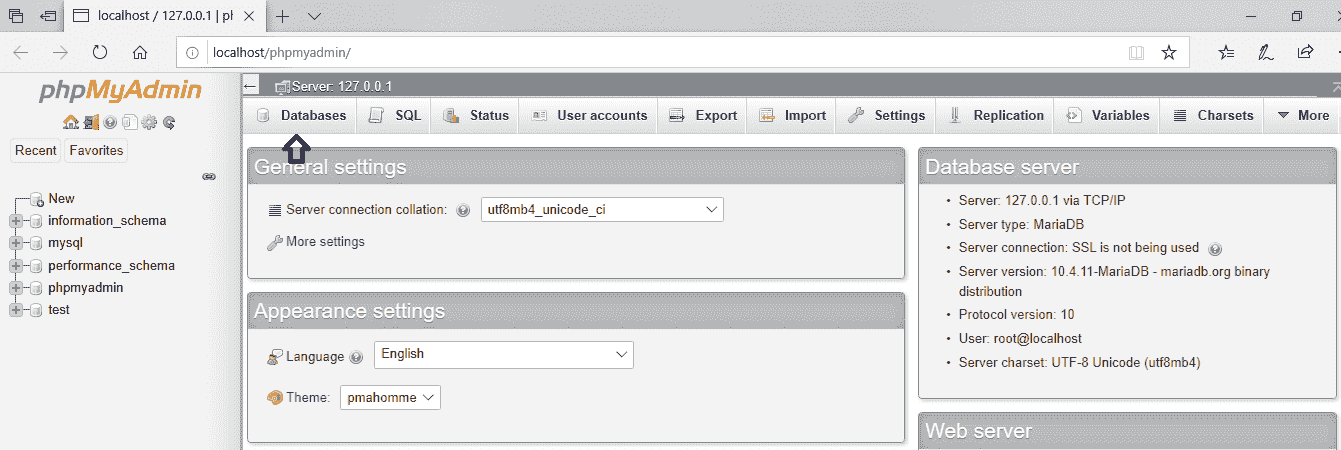 localhost / 127.0.0.1 | ph
localhost/phpmyadmin/
phpMyAdmin
Recent Favorites
New
information_schema
mysql
performance_schema
phpmyadmin
test
Server: 127.0.0.1
Databases SQL Status User accounts Export Import Settings Replication Variables Charsets More
General settings
Server connection collation: utf8mb4_unicode_ci
More settings
Appearance settings
Language English
Theme: pmahomme
Database server
Server: 127.0.0.1 via TCP/IP
Server type: MariaDB
Server connection: SSL is not being used
Server version: 10.4.11-MariaDB - mariadb.org binary
distribution
Protocol version: 10
User: root@localhost
Server charset: UTF-8 Unicode (utf8mb4)
Web server